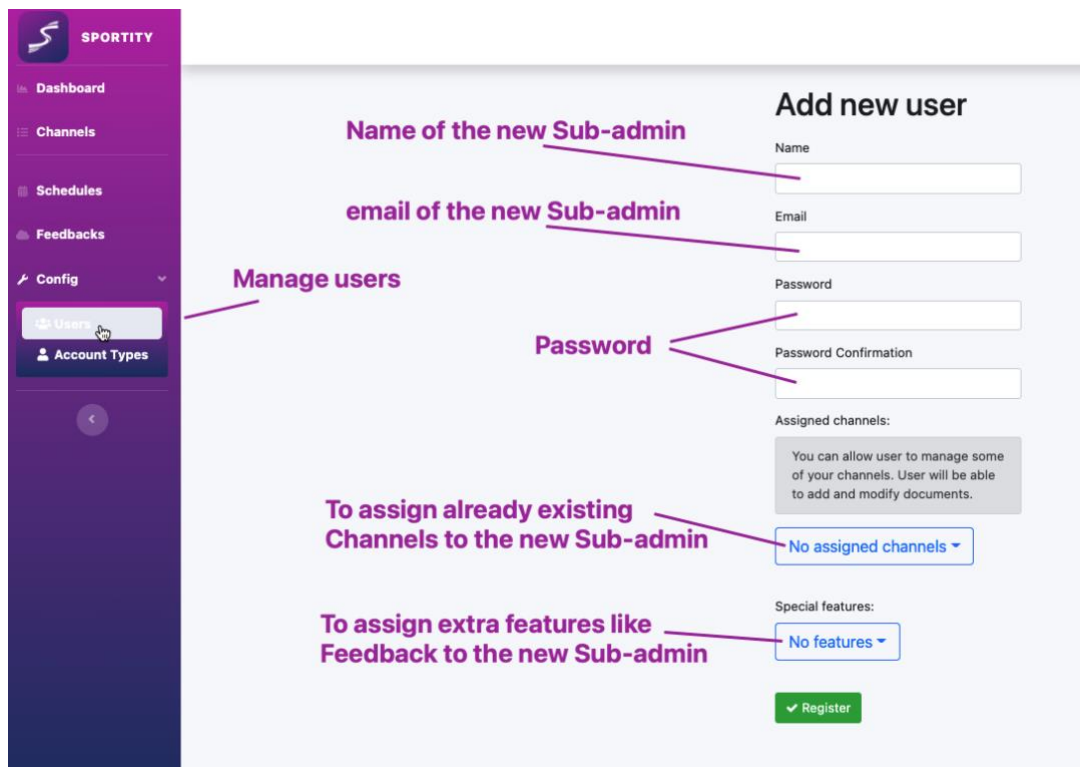 SPORTITY
Dashboard
Channels
Schedules
Feedbacks
Config
Users
Account Types
Manage users
Name of the new Sub-admin
email of the new Sub-admin
Password
To assign already existing
Channels to the new Sub-admin
To assign extra features like
Feedback to the new Sub-admin
Add new user
Name
Email
Password
Password Confirmation
Assigned channels:
You can allow user to manage some
of your channels. User will be able
to add and modify documents.
No assigned channels
Special features:
No features
Register